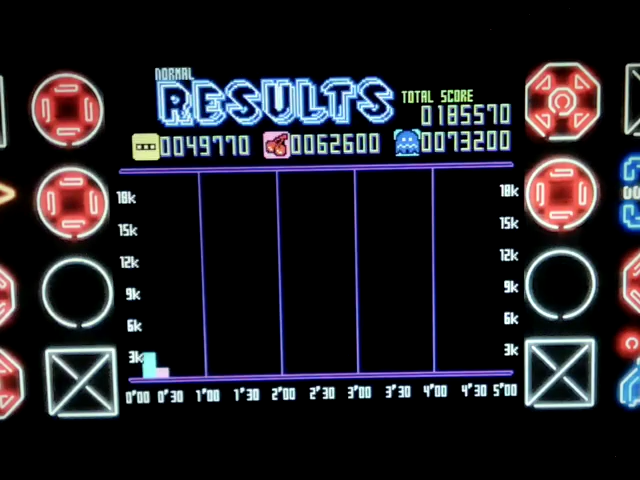 NORMAL
RESULTS
TOTAL SCORE
0185570
0049770 0062600 0073200
18k 18k
15k 15k
12k 12k
9k 9k
6k 6k
3k 3k
0"00 0"30 1"00 1"30 2"00 2"30 3"00 3"30 4"00 4"30 5"00